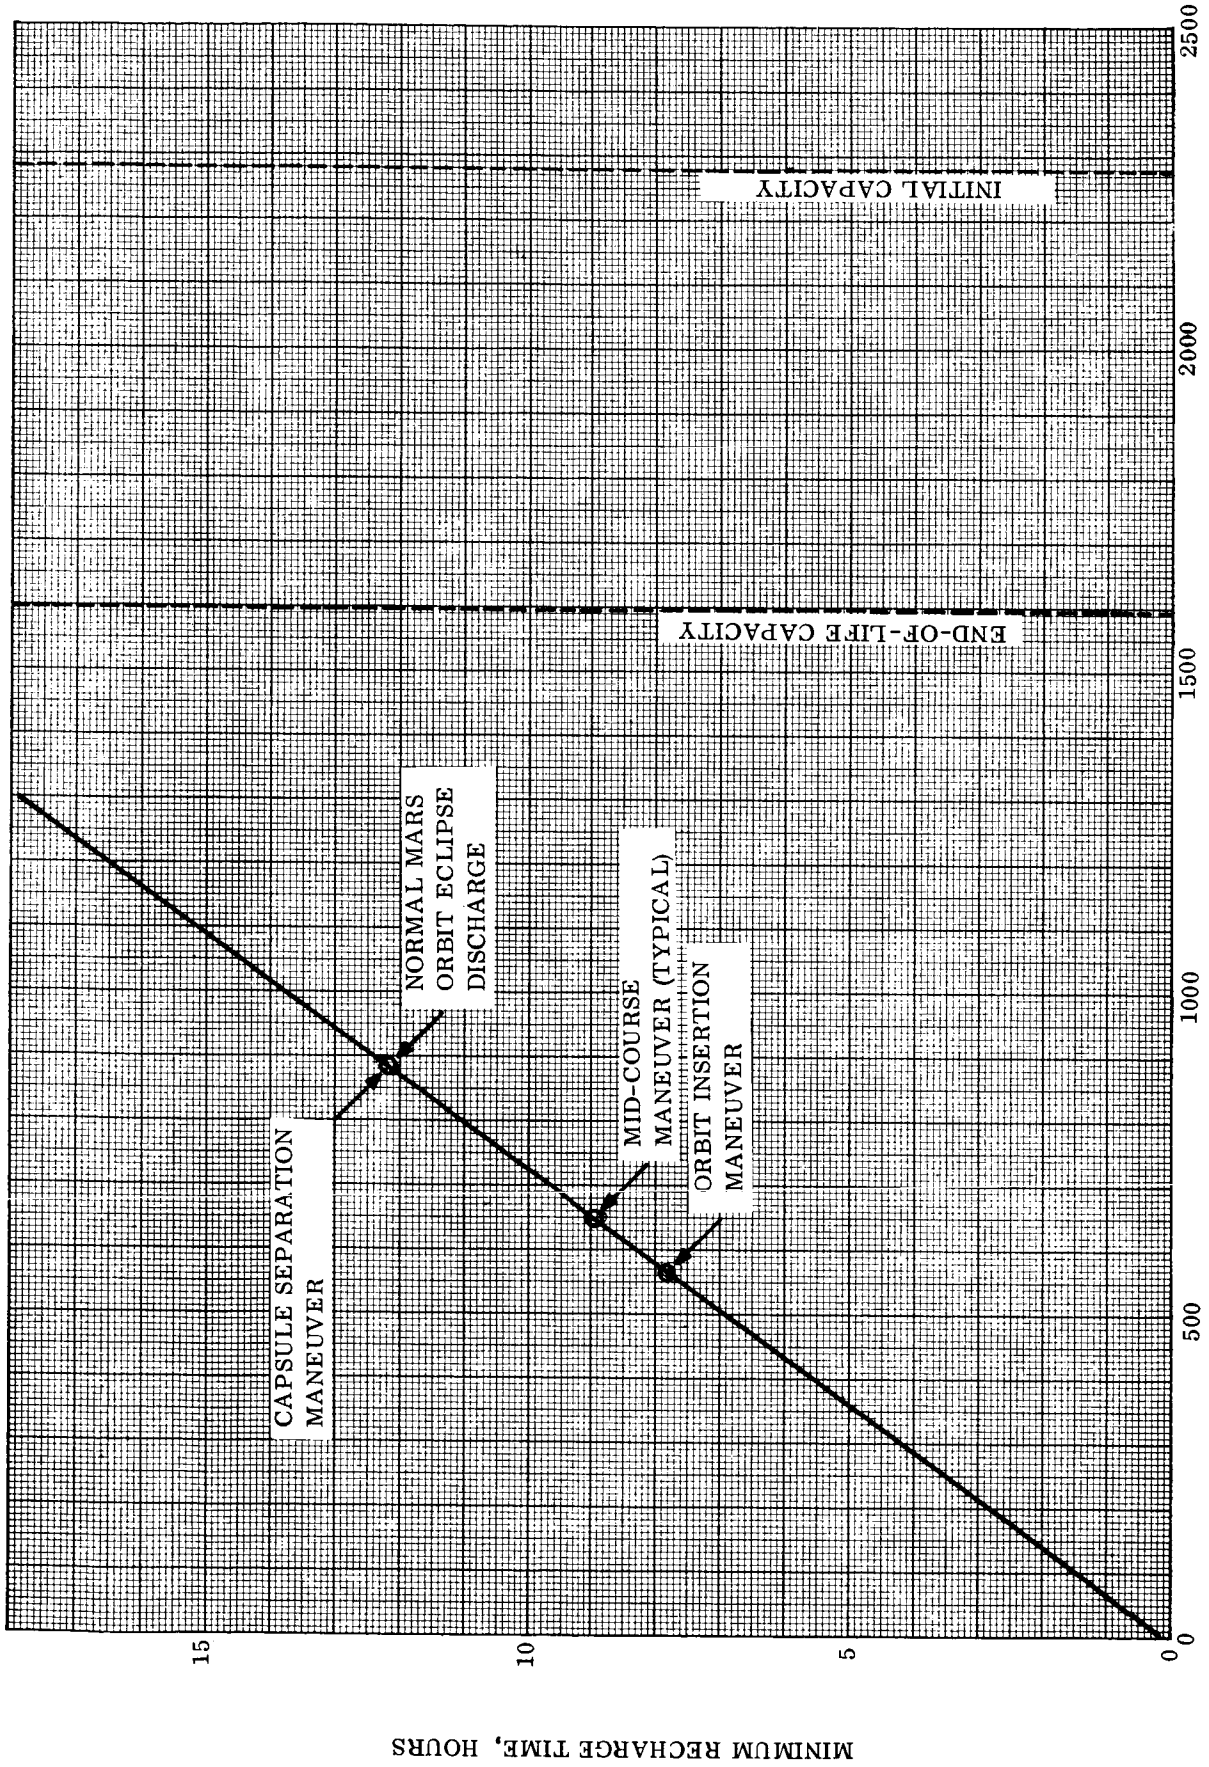 MINIMUM RECHARGE TIME, HOURS
15
10
5
0
0
500
1000
1500
2000
2500
CAPSULE SEPARATION
MANEUVER
NORMAL MARS
ORBIT ECLIPSE
DISCHARGE
MID-COURSE
MANEUVER (TYPICAL)
ORBIT INSERTION
MANEUVER
END-OF-LIFE CAPACITY
INITIAL CAPACITY